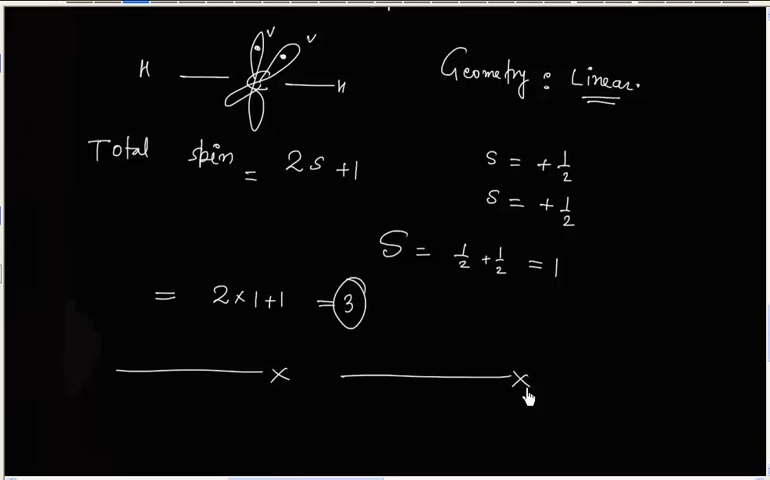 H H
Geometry : Linear.
Total spin = 2s +1
s = + 1/2
s = + 1/2
S = 1/2 + 1/2 = 1
= 2 × 1 + 1 = 3